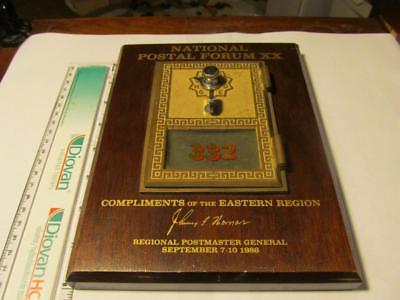 NATIONAL
POSTAL FORUM XX
332
COMPLIMENTS OF THE EASTERN REGION
REGIONAL POSTMASTER GENERAL
SEPTEMBER 7-10 1986
Diovan
Diovan HC